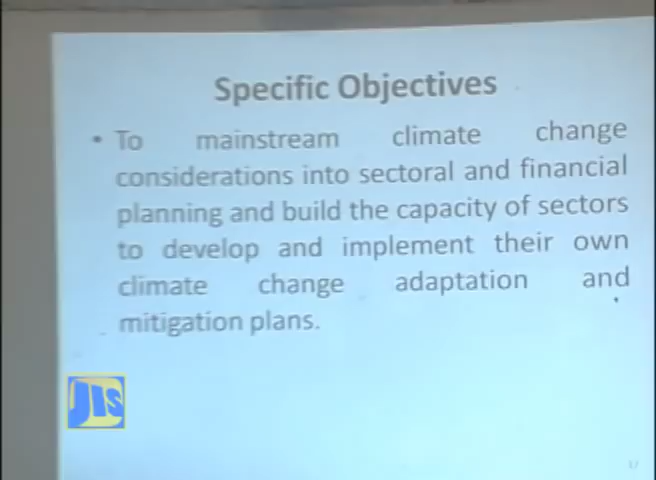 Specific Objectives
• To mainstream climate change
considerations into sectoral and financial
planning and build the capacity of sectors
to develop and implement their own
climate change adaptation and
mitigation plans.
JIS